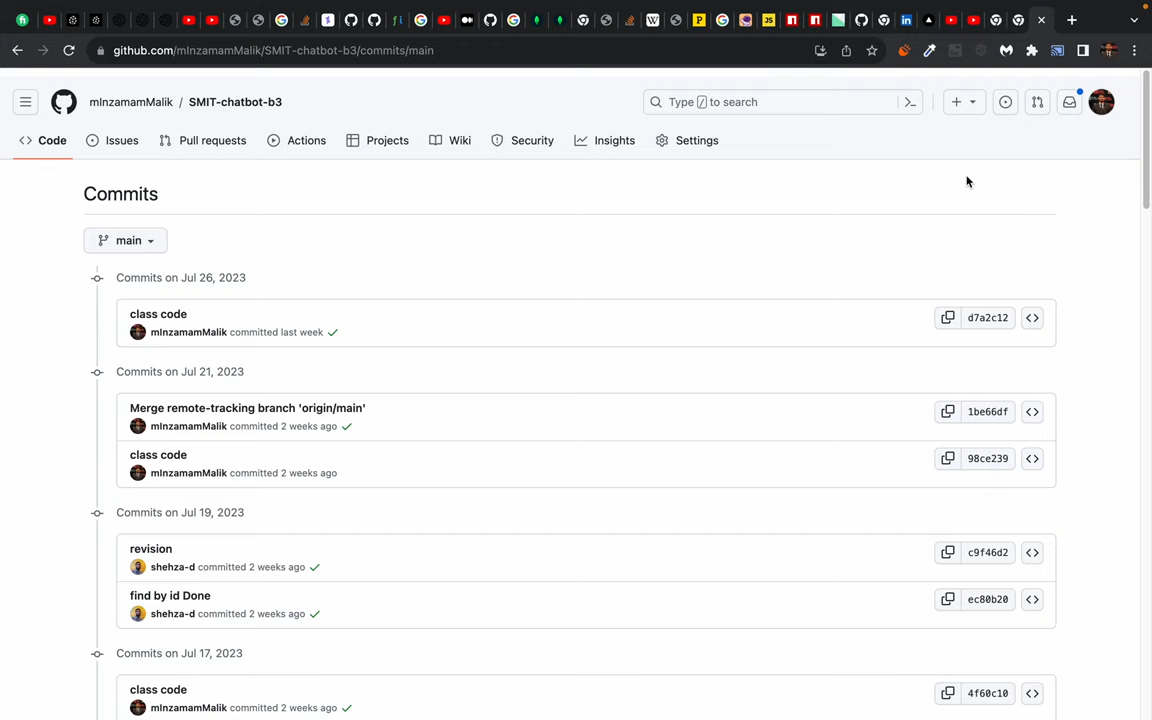 github.com/mInzamamMalik/SMIT-chatbot-b3/commits/main
mInzamamMalik / SMIT-chatbot-b3
Type / to search
Code Issues Pull requests Actions Projects Wiki Security Insights Settings
Commits
main
Commits on Jul 26, 2023
class code
d7a2c12
mInzamamMalik committed last week
Commits on Jul 21, 2023
Merge remote-tracking branch 'origin/main'
1be66df
mInzamamMalik committed 2 weeks ago
class code
98ce239
mInzamamMalik committed 2 weeks ago
Commits on Jul 19, 2023
revision
c9f46d2
shehza-d committed 2 weeks ago
find by id Done
ec80b20
shehza-d committed 2 weeks ago
Commits on Jul 17, 2023
class code
4f60c10
mInzamamMalik committed 2 weeks ago